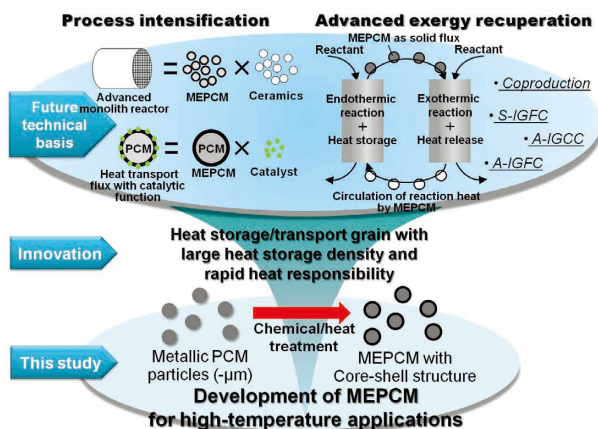 Process intensification
Advanced exergy recuperation
Future
technical
basis
Advanced
monolith reactor
=
MEPCM
×
Ceramics
PCM
Heat transport
flux with catalytic
function
=
PCM
MEPCM
×
Catalyst
MEPCM as solid flux
Reactant
Reactant
Endothermic
reaction
+
Heat storage
Exothermic
reaction
+
Heat release
Circulation of reaction heat
by MEPCM
• Coproduction
• S-IGFC
• A-IGCC
• A-IGFC
Innovation
Heat storage/transport grain with
large heat storage density and
rapid heat responsibility
This study
Metallic PCM
particles (-μm)
Chemical/heat
treatment
MEPCM with
Core-shell structure
Development of MEPCM
for high-temperature applications